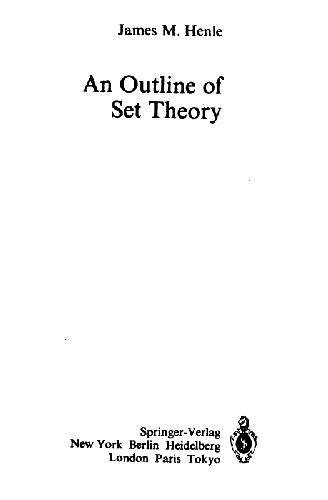 James M. Henle
An Outline of
Set Theory
Springer-Verlag
New York Berlin Heidelberg
London Paris Tokyo